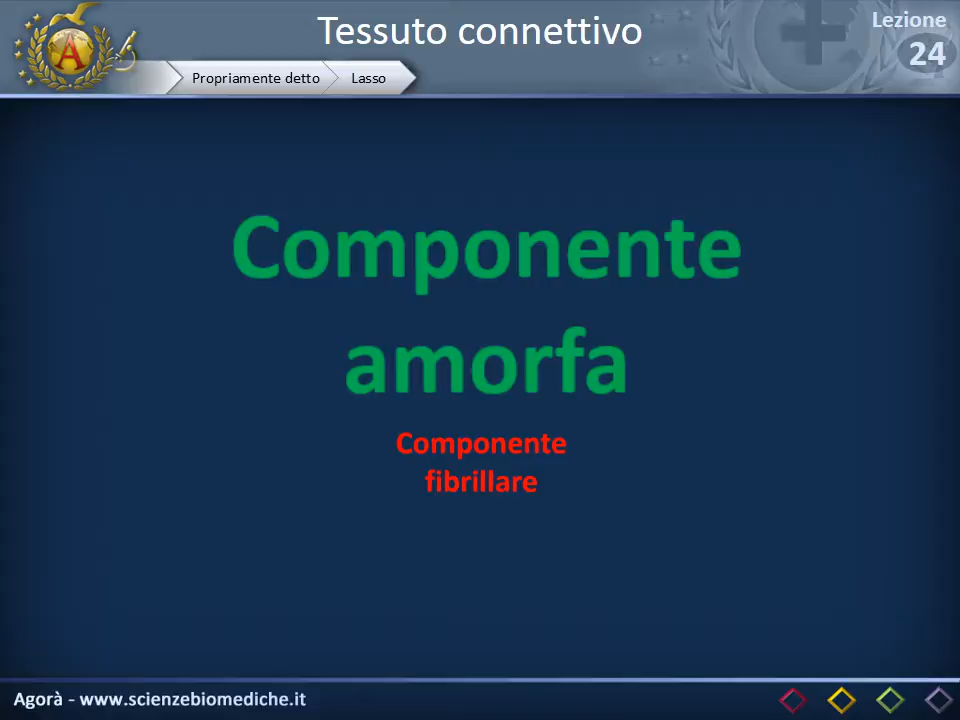 Tessuto connettivo
Lezione
24
A
Propriamente detto
Lasso
Componente
amorfa
Componente
fibrillare
Agorà - www.scienzebiomediche.it